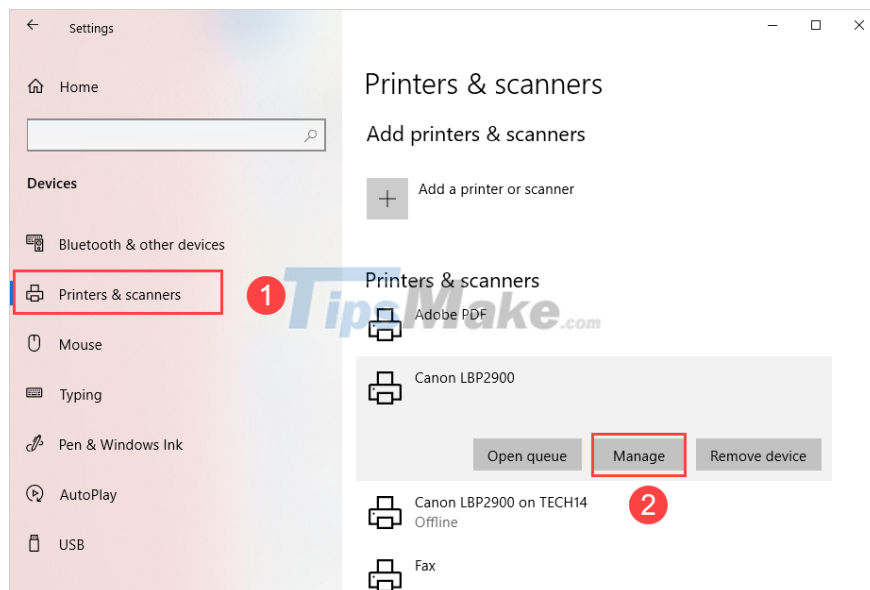 Settings
Home
Devices
Bluetooth & other devices
Printers & scanners
1
Mouse
Typing
Pen & Windows Ink
AutoPlay
USB
Printers & scanners
Add printers & scanners
Add a printer or scanner
Printers & scanners
TipsMake.com
Adobe PDF
Canon LBP2900
Open queue Manage Remove device
2
Canon LBP2900 on TECH14
Offline
Fax